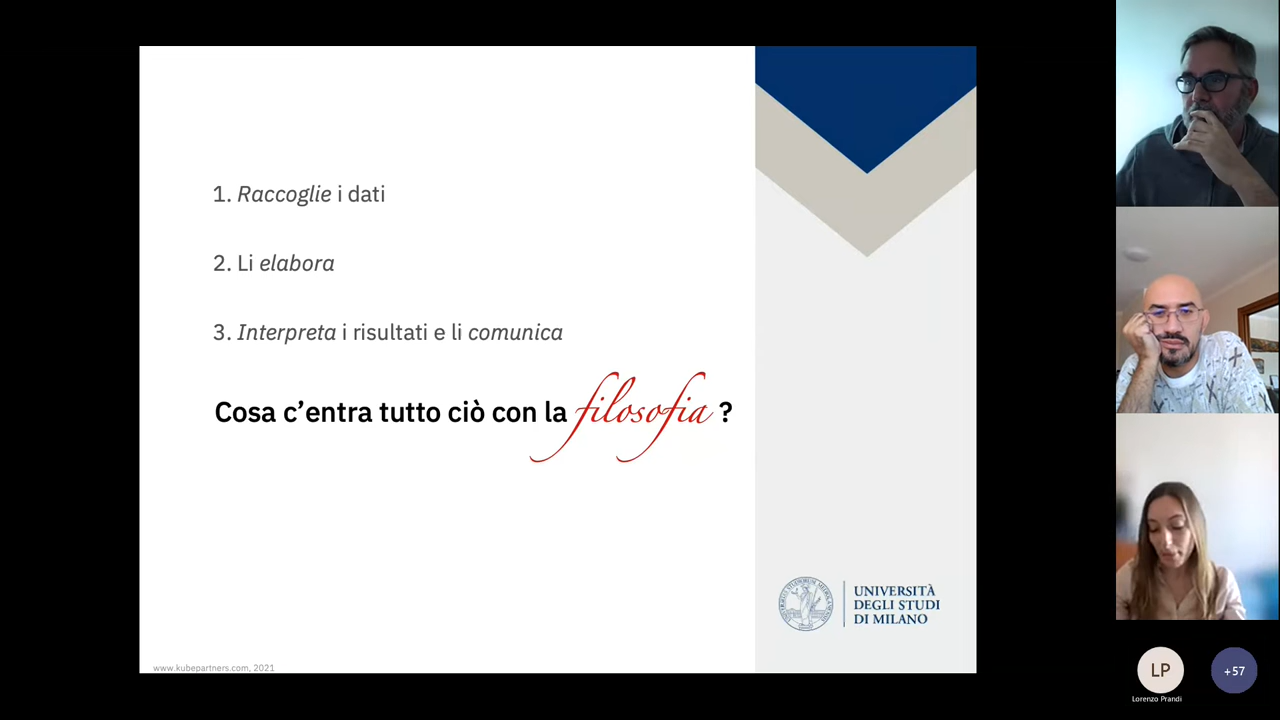 1. Raccoglie i dati
2. Li elabora
3. Interpreta i risultati e li comunica
Cosa c'entra tutto ciò con la filosofia ?
UNIVERSITÀ
DEGLI STUDI
DI MILANO
www.kubepartners.com, 2021
LP
Lorenzo Prandi
+57